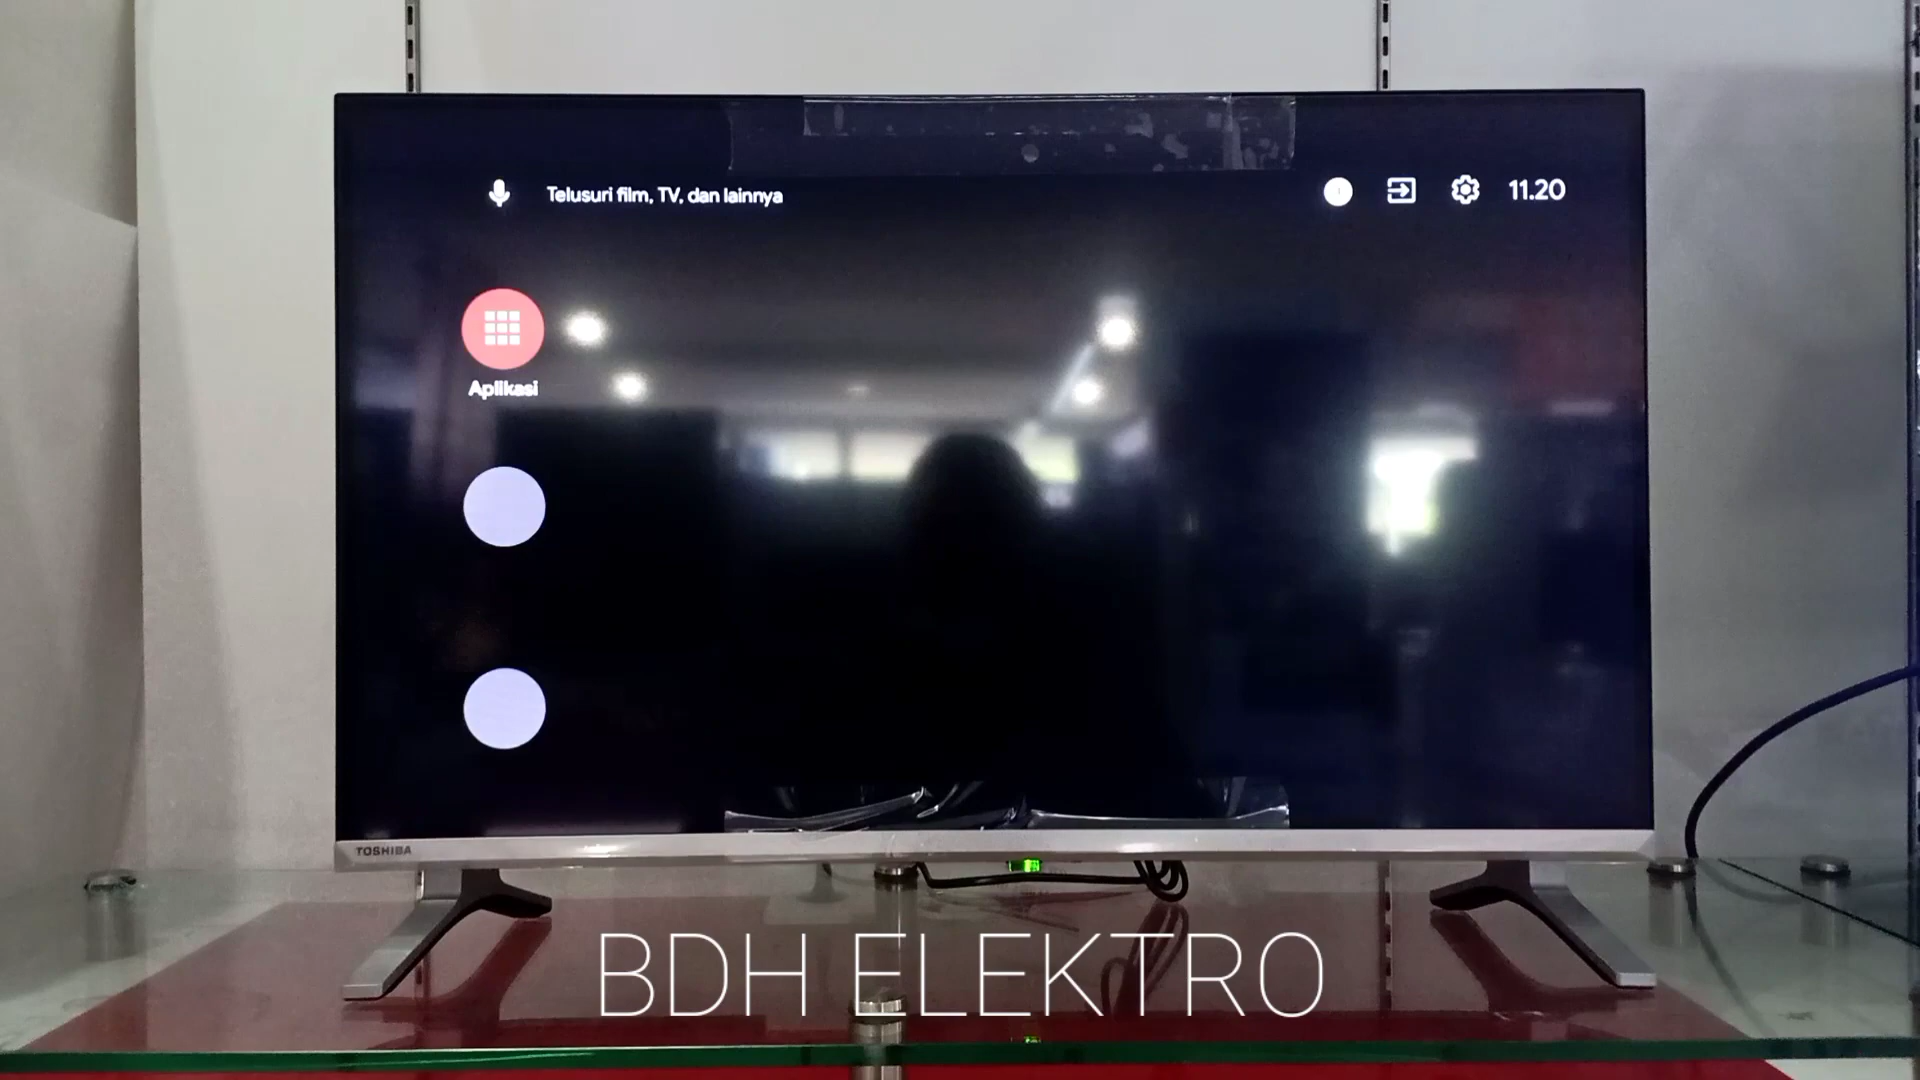 Telusuri film, TV, dan lainnya
11.20
Aplikasi
TOSHIBA
BDH ELEKTRO